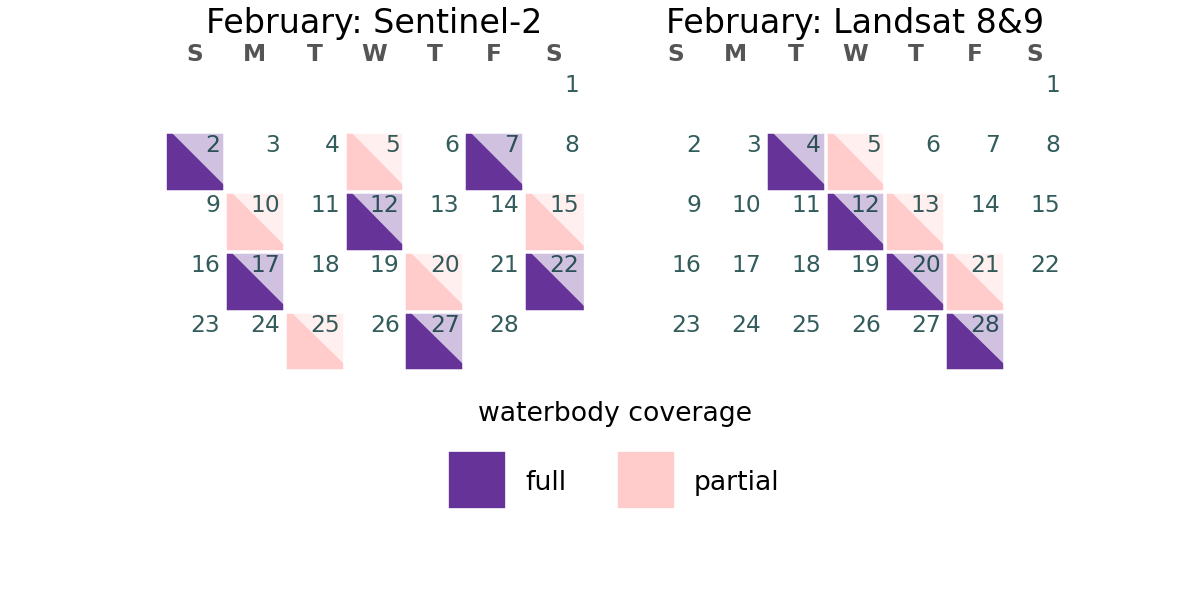 February: Sentinel-2
S M T W T F S
1
2 3 4 5 6 7 8
9 10 11 12 13 14 15
16 17 18 19 20 21 22
23 24 25 26 27 28
February: Landsat 8&9
S M T W T F S
1
2 3 4 5 6 7 8
9 10 11 12 13 14 15
16 17 18 19 20 21 22
23 24 25 26 27 28
waterbody coverage
full partial